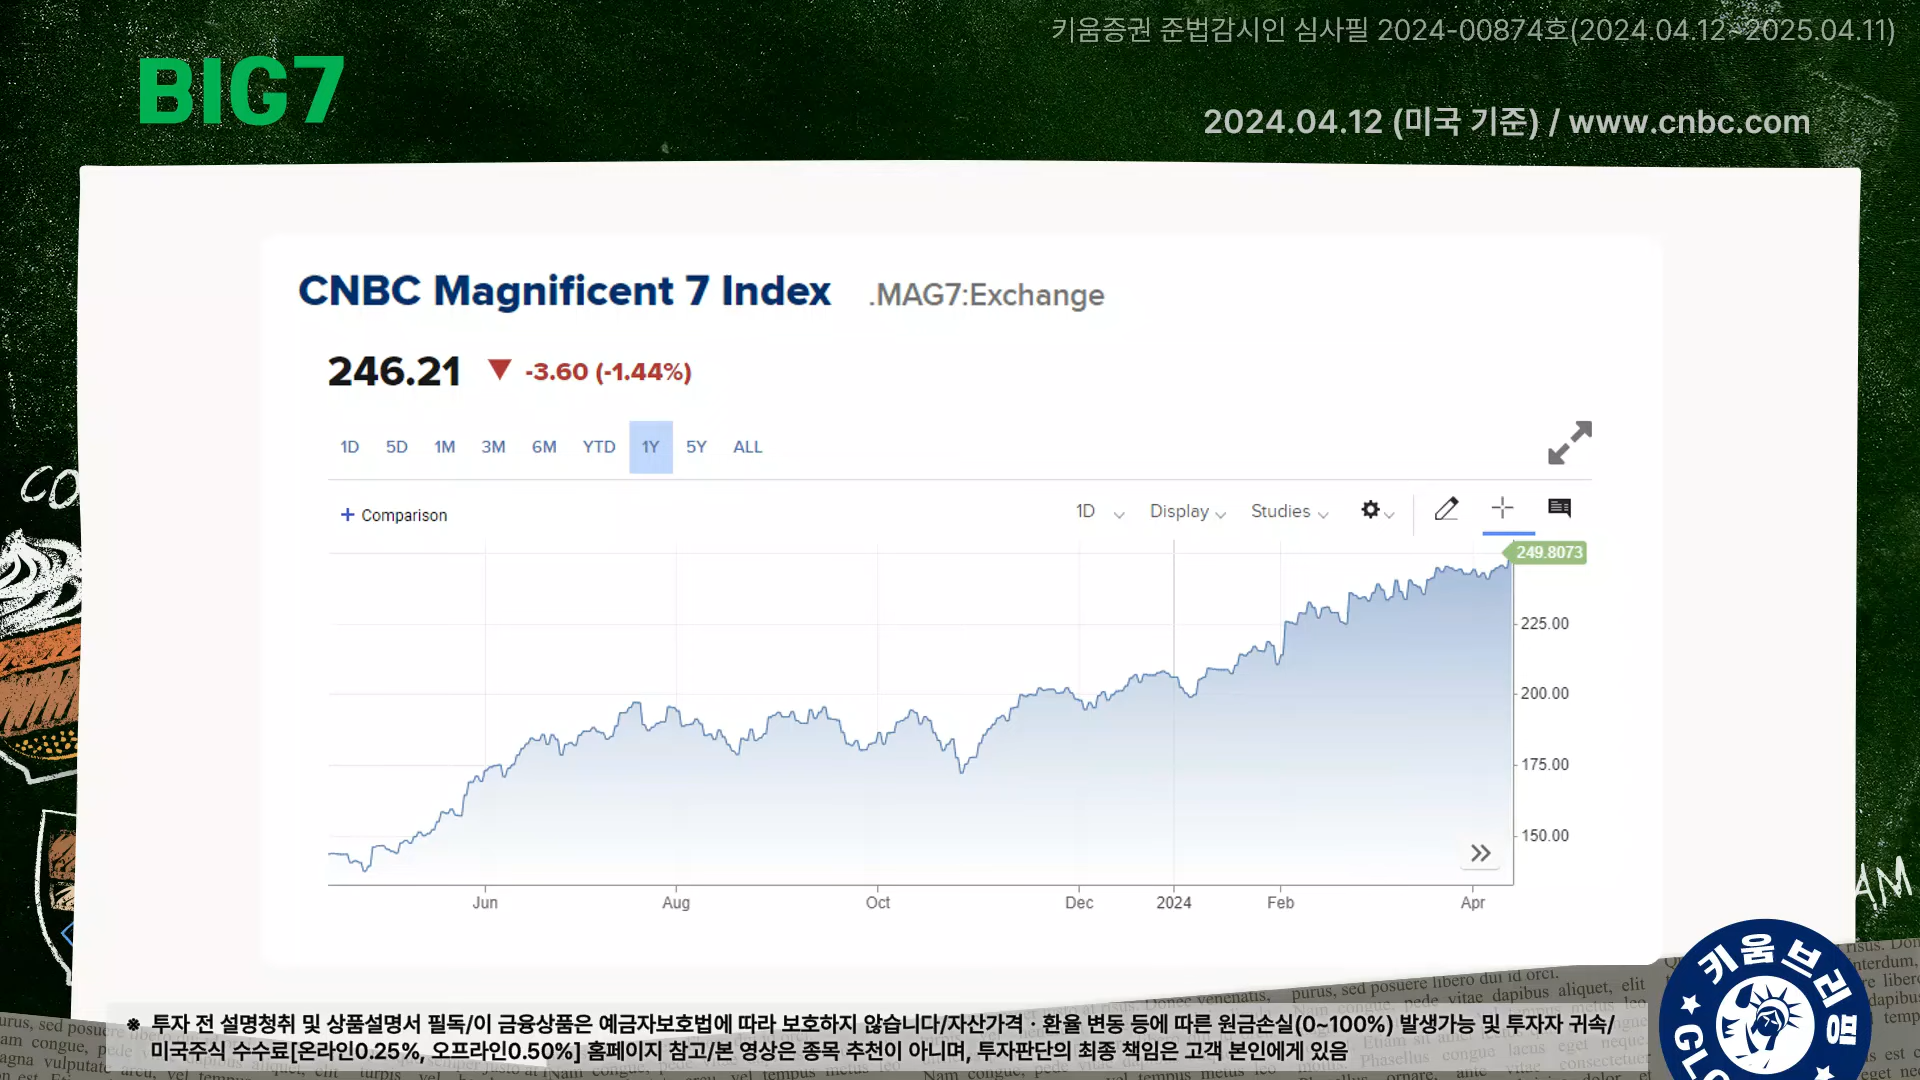 키움증권 준법감시인 심사필 2024-00874호(2024.04.12~2025.04.11)
BIG7
2024.04.12 (미국 기준) / www.cnbc.com
CNBC Magnificent 7 Index .MAG7:Exchange
246.21 ▼ -3.60 (-1.44%)
1D 5D 1M 3M 6M YTD 1Y 5Y ALL
+ Comparison 1D Display Studies
249.8073
225.00
200.00
175.00
150.00
Jun Aug Oct Dec 2024 Feb Apr
CO
AM
키움 브리핑
※ 투자 전 설명청취 및 상품설명서 필독/이 금융상품은 예금자보호법에 따라 보호하지 않습니다/자산가격 · 환율 변동 등에 따른 원금손실(0~100%) 발생가능 및 투자자 귀속/
미국주식 수수료[온라인0.25%, 오프라인0.50%] 홈페이지 참고/본 영상은 종목 추천이 아니며, 투자판단의 최종 책임은 고객 본인에게 있음